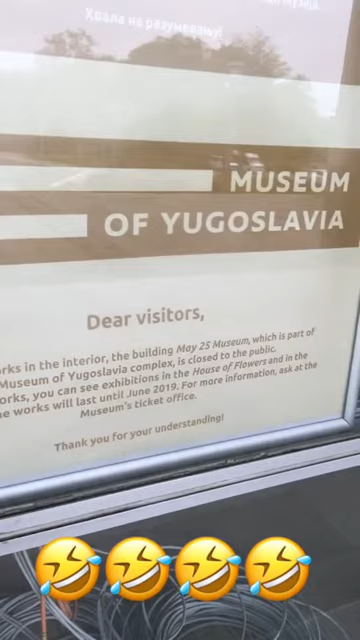 Хвала на разумевању!
MUSEUM
OF YUGOSLAVIA
Dear visitors,
works in the interior, the building May 25 Museum, which is part of
Museum of Yugoslavia complex, is closed to the public.
works, you can see exhibitions in the House of Flowers and in the
he works will last until June 2019. For more information, ask at the
Museum's ticket office.
Thank you for your understanding!